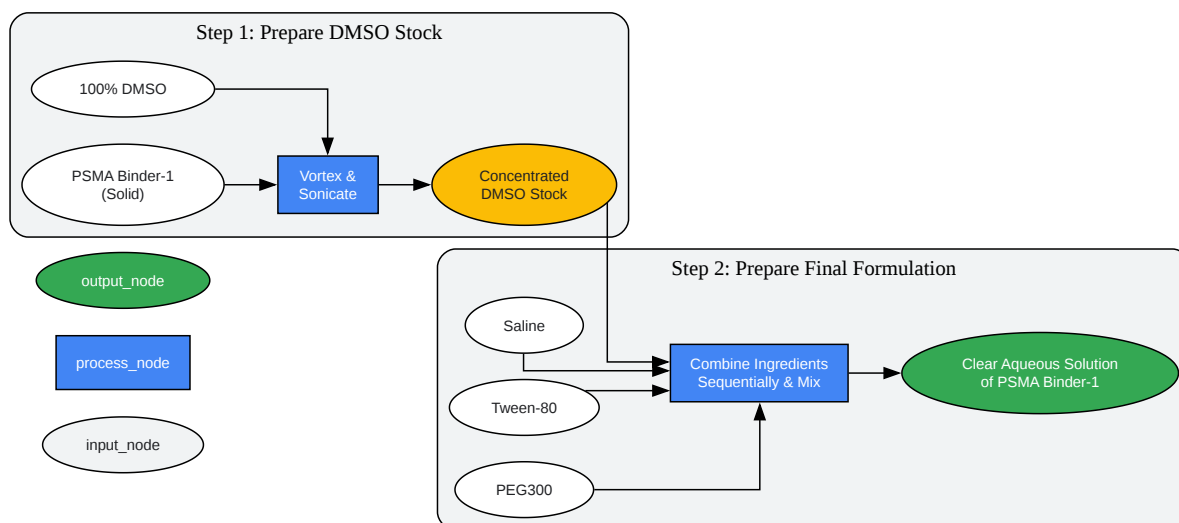 Step 1: Prepare DMSO Stock
100% DMSO
PSMA Binder-1
(Solid)
Vortex &
Sonicate
Concentrated
DMSO Stock
output_node
process_node
input_node
Step 2: Prepare Final Formulation
Saline
Tween-80
PEG300
Combine Ingredients
Sequentially & Mix
Clear Aqueous Solution
of PSMA Binder-1